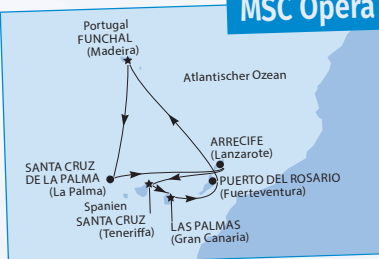 MSC Opera
Portugal
FUNCHAL
(Madeira)
Atlantischer Ozean
ARRECIFE
(Lanzarote)
SANTA CRUZ
DE LA PALMA
(La Palma)
PUERTO DEL ROSARIO
(Fuerteventura)
Spanien
SANTA CRUZ
(Teneriffa)
LAS PALMAS
(Gran Canaria)